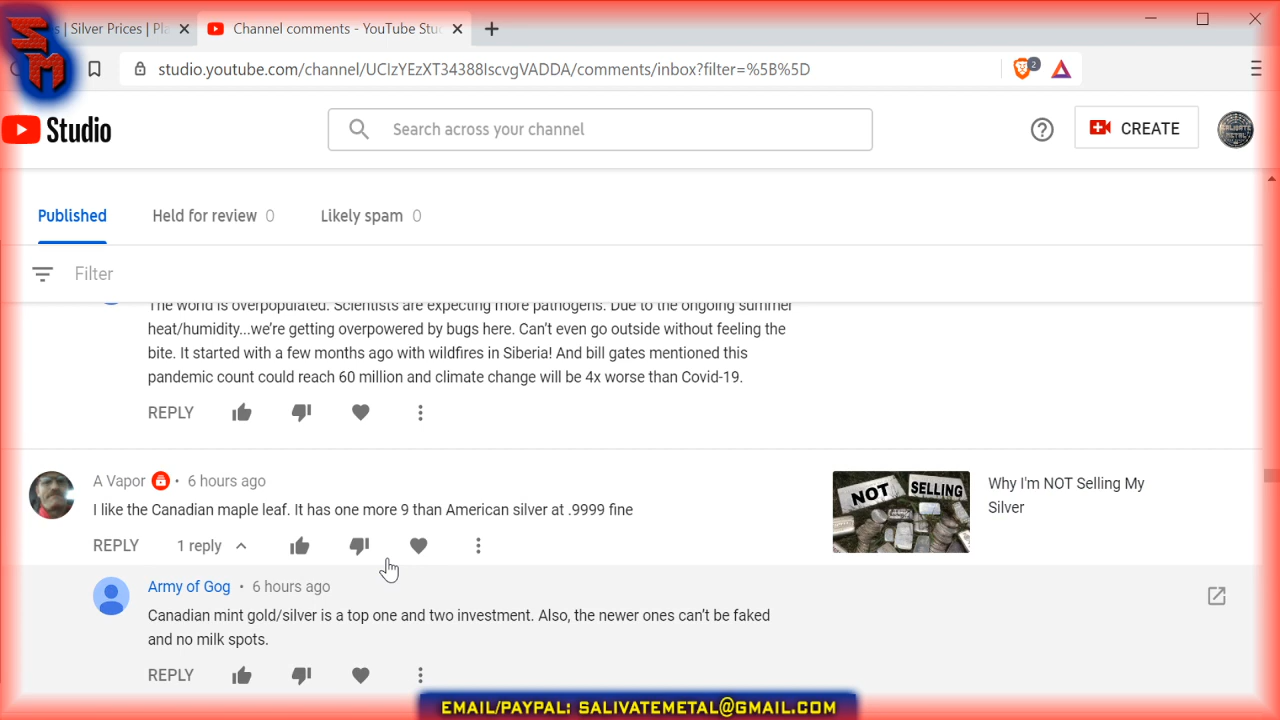 SM
s | Silver Prices | Pla
Channel comments - YouTube Stu
studio.youtube.com/channel/UCIzYEzXT34388IscvgVADDA/comments/inbox?filter=%5B%5D
2
Studio
Search across your channel
CREATE
SALIVATE
METAL
Published
Held for review 0
Likely spam 0
Filter
The world is overpopulated. Scientists are expecting more pathogens. Due to the ongoing summer
heat/humidity...we're getting overpowered by bugs here. Can't even go outside without feeling the
bite. It started with a few months ago with wildfires in Siberia! And bill gates mentioned this
pandemic count could reach 60 million and climate change will be 4x worse than Covid-19.
REPLY
A Vapor • 6 hours ago
I like the Canadian maple leaf. It has one more 9 than American silver at .9999 fine
REPLY 1 reply
NOT SELLING
Why I'm NOT Selling My
Silver
Army of Gog • 6 hours ago
Canadian mint gold/silver is a top one and two investment. Also, the newer ones can't be faked
and no milk spots.
REPLY
EMAIL/PAYPAL: SALIVATEMETAL@GMAIL.COM